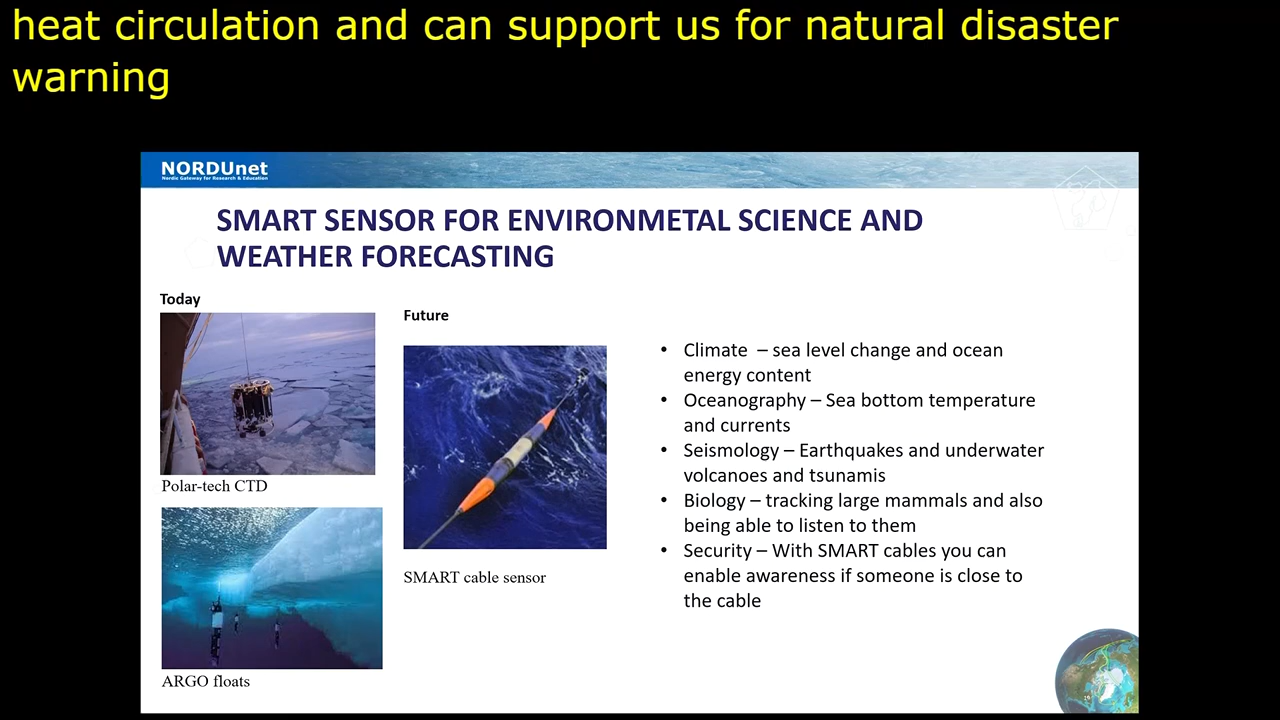 heat circulation and can support us for natural disaster
warning
NORDUnet
Nordic Gateway for Research & Education
SMART SENSOR FOR ENVIRONMETAL SCIENCE AND
WEATHER FORECASTING
Today
Polar-tech CTD
ARGO floats
Future
SMART cable sensor
• Climate – sea level change and ocean
energy content
• Oceanography – Sea bottom temperature
and currents
• Seismology – Earthquakes and underwater
volcanoes and tsunamis
• Biology – tracking large mammals and also
being able to listen to them
• Security – With SMART cables you can
enable awareness if someone is close to
the cable